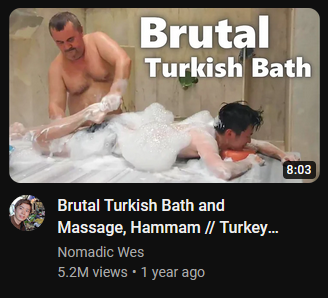 Brutal
Turkish Bath
8:03
Brutal Turkish Bath and
Massage, Hammam // Turkey...
Nomadic Wes
5.2M views • 1 year ago